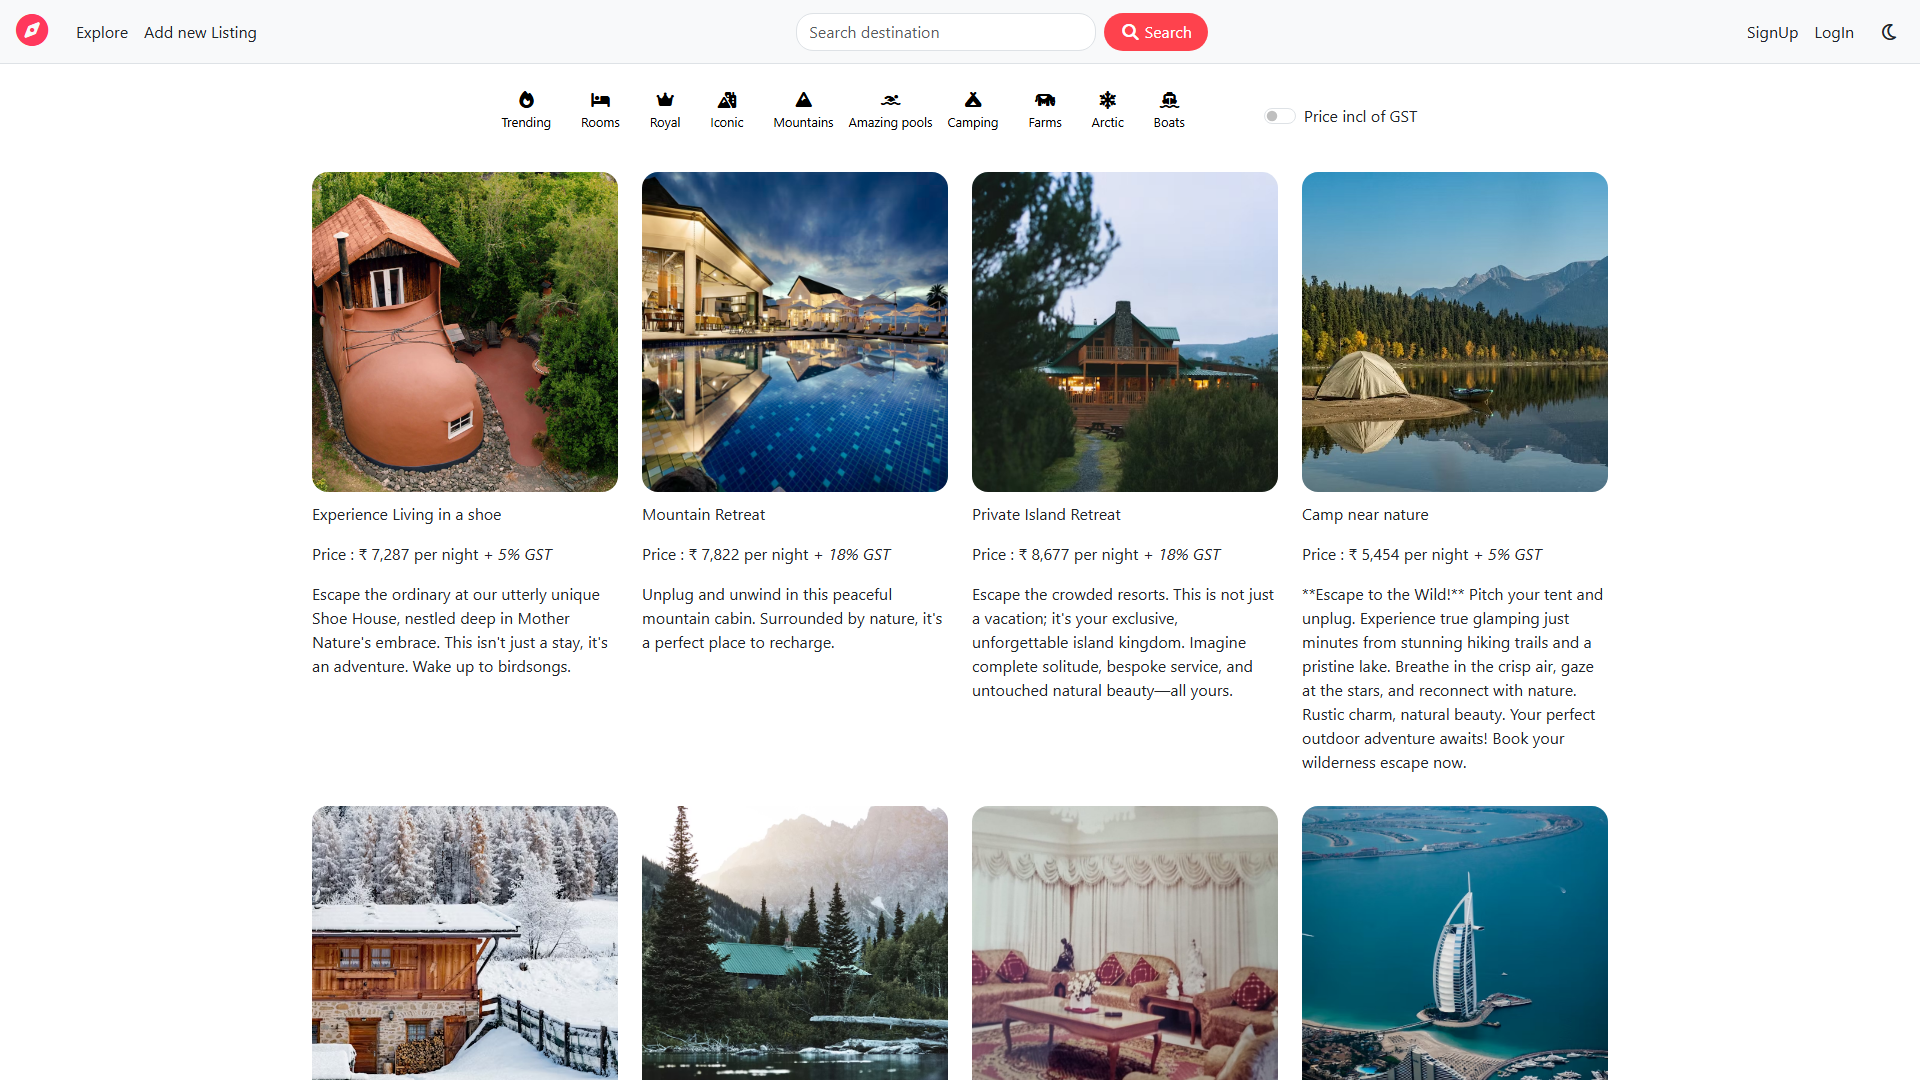 Explore
Add new Listing
Search destination
Search
SignUp
LogIn
Trending
Rooms
Royal
Iconic
Mountains
Amazing pools
Camping
Farms
Arctic
Boats
Price incl of GST
Experience Living in a shoe
Price : ₹ 7,287 per night + 5% GST
Escape the ordinary at our utterly unique
Shoe House, nestled deep in Mother
Nature's embrace. This isn't just a stay, it's
an adventure. Wake up to birdsongs.
Mountain Retreat
Price : ₹ 7,822 per night + 18% GST
Unplug and unwind in this peaceful
mountain cabin. Surrounded by nature, it's
a perfect place to recharge.
Private Island Retreat
Price : ₹ 8,677 per night + 18% GST
Escape the crowded resorts. This is not just
a vacation; it's your exclusive,
unforgettable island kingdom. Imagine
complete solitude, bespoke service, and
untouched natural beauty—all yours.
Camp near nature
Price : ₹ 5,454 per night + 5% GST
**Escape to the Wild!** Pitch your tent and
unplug. Experience true glamping just
minutes from stunning hiking trails and a
pristine lake. Breathe in the crisp air, gaze
at the stars, and reconnect with nature.
Rustic charm, natural beauty. Your perfect
outdoor adventure awaits! Book your
wilderness escape now.